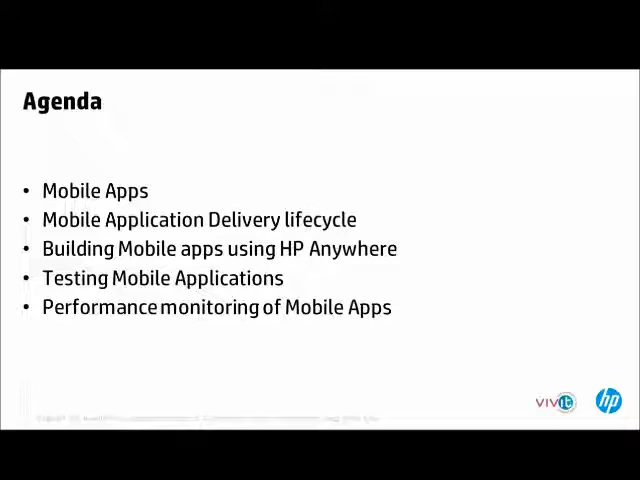 Agenda
• Mobile Apps
• Mobile Application Delivery lifecycle
• Building Mobile apps using HP Anywhere
• Testing Mobile Applications
• Performance monitoring of Mobile Apps
vivit
hp